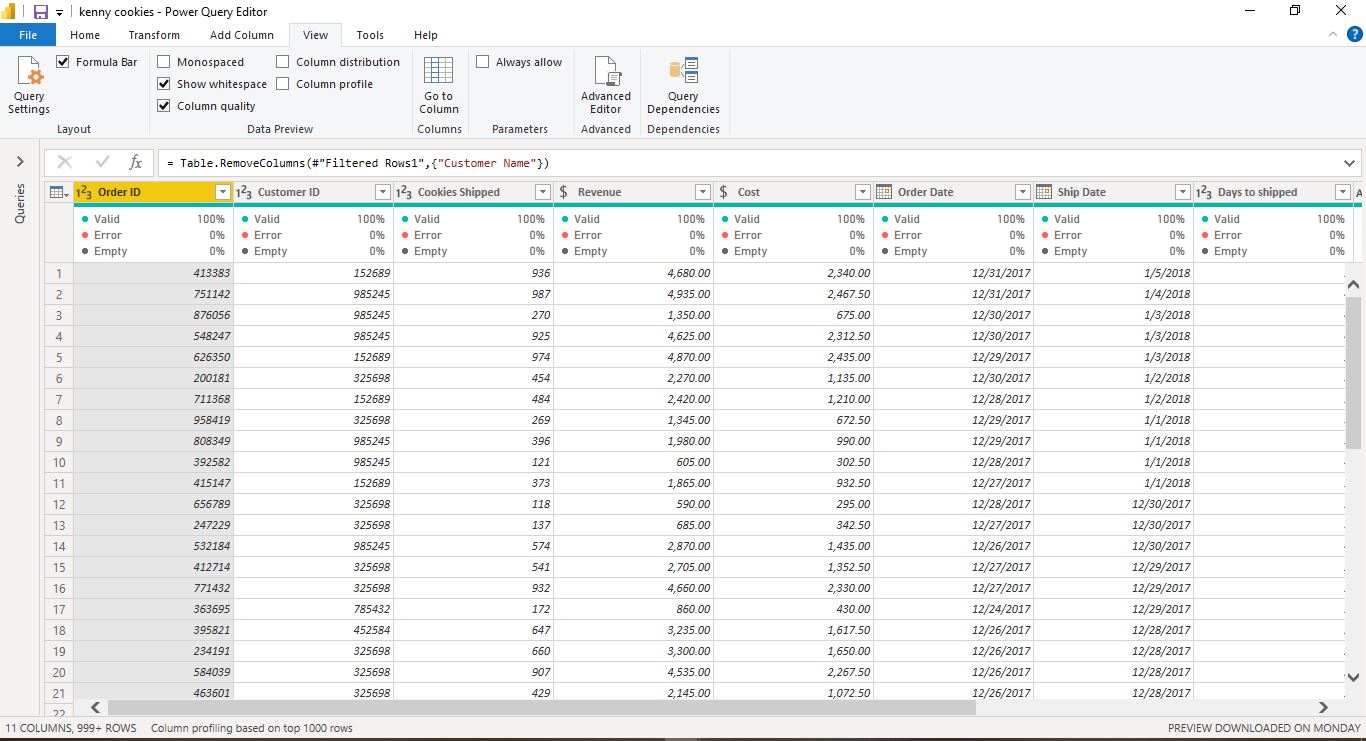 kenny cookies - Power Query Editor
File Home Transform Add Column View Tools Help
Formula Bar Monospaced Column distribution Always allow
Show whitespace Column profile
Column quality
Query Settings Go to Column Advanced Editor Query Dependencies
Layout Data Preview Columns Parameters Advanced Dependencies
Queries
fx = Table.RemoveColumns(#"Filtered Rows1",{"Customer Name"})
123 Order ID 123 Customer ID 123 Cookies Shipped $ Revenue $ Cost Order Date Ship Date 123 Days to shipped A
Valid 100% Valid 100% Valid 100% Valid 100% Valid 100% Valid 100% Valid 100% Valid 100%
Error 0% Error 0% Error 0% Error 0% Error 0% Error 0% Error 0% Error 0%
Empty 0% Empty 0% Empty 0% Empty 0% Empty 0% Empty 0% Empty 0% Empty 0%
1 413383 152689 936 4,680.00 2,340.00 12/31/2017 1/5/2018
2 751142 985245 987 4,935.00 2,467.50 12/31/2017 1/4/2018
3 876056 985245 270 1,350.00 675.00 12/30/2017 1/3/2018
4 548247 985245 925 4,625.00 2,312.50 12/30/2017 1/3/2018
5 626350 152689 974 4,870.00 2,435.00 12/29/2017 1/3/2018
6 200181 325698 454 2,270.00 1,135.00 12/30/2017 1/2/2018
7 711368 152689 484 2,420.00 1,210.00 12/28/2017 1/2/2018
8 958419 325698 269 1,345.00 672.50 12/29/2017 1/1/2018
9 808349 985245 396 1,980.00 990.00 12/29/2017 1/1/2018
10 392582 985245 121 605.00 302.50 12/28/2017 1/1/2018
11 415147 152689 373 1,865.00 932.50 12/27/2017 1/1/2018
12 656789 325698 118 590.00 295.00 12/28/2017 12/30/2017
13 247229 325698 137 685.00 342.50 12/27/2017 12/30/2017
14 532184 985245 574 2,870.00 1,435.00 12/26/2017 12/30/2017
15 412714 325698 541 2,705.00 1,352.50 12/27/2017 12/29/2017
16 771432 325698 932 4,660.00 2,330.00 12/27/2017 12/29/2017
17 363695 785432 172 860.00 430.00 12/24/2017 12/29/2017
18 395821 452584 647 3,235.00 1,617.50 12/26/2017 12/28/2017
19 234191 325698 660 3,300.00 1,650.00 12/26/2017 12/28/2017
20 584039 325698 907 4,535.00 2,267.50 12/26/2017 12/28/2017
21 463601 325698 429 2,145.00 1,072.50 12/26/2017 12/28/2017
22
11 COLUMNS, 999+ ROWS Column profiling based on top 1000 rows PREVIEW DOWNLOADED ON MONDAY